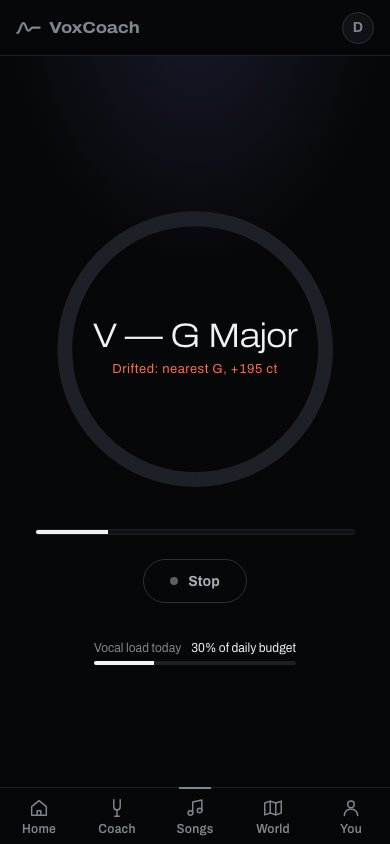 VoxCoach
D
V — G Major
Drifted: nearest G, +195 ct
Stop
Vocal load today 30% of daily budget
Home Coach Songs World You